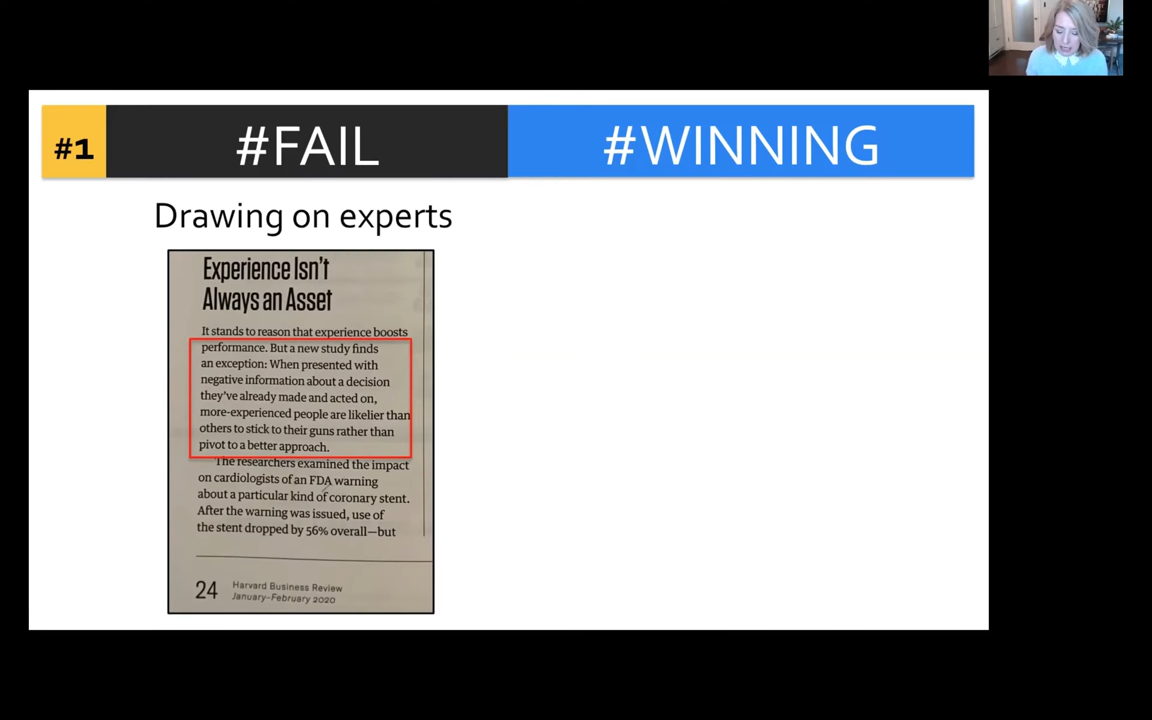 #1
#FAIL
#WINNING
Drawing on experts
Experience Isn't
Always an Asset
It stands to reason that experience boosts
performance. But a new study finds
an exception: When presented with
negative information about a decision
they've already made and acted on,
more-experienced people are likelier than
others to stick to their guns rather than
pivot to a better approach.
The researchers examined the impact
on cardiologists of an FDA warning
about a particular kind of coronary stent.
After the warning was issued, use of
the stent dropped by 56% overall—but
24
Harvard Business Review
January–February 2020